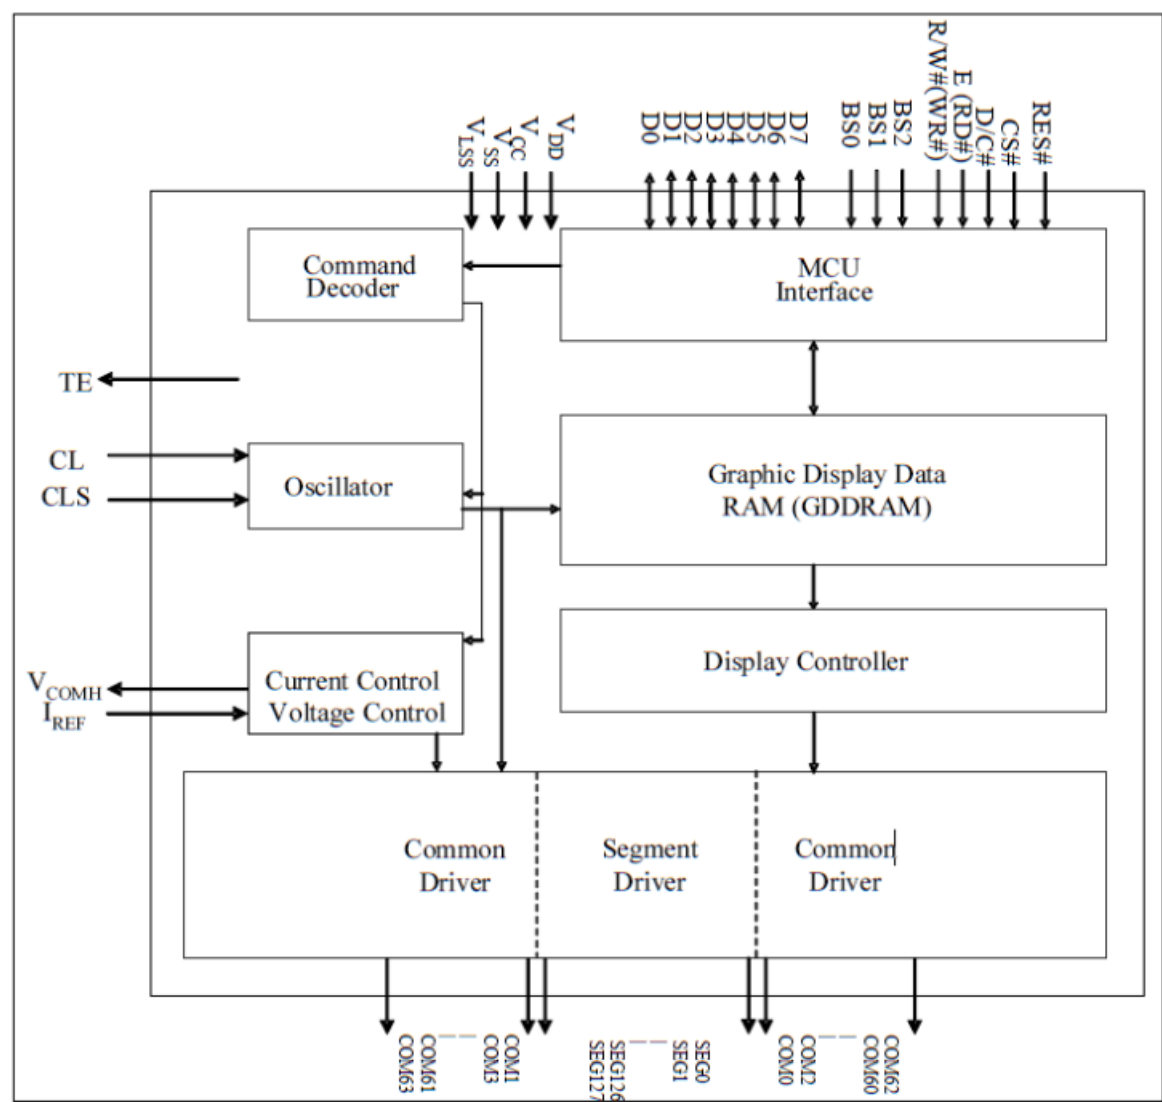 VLSS
VSS
VCC
VDD
D0
D1
D2
D3
D4
D5
D6
D7
BS0
BS1
BS2
R/W#(WR#)
E (RD#)
D/C#
CS#
RES#
Command
Decoder
MCU
Interface
TE
CL
CLS
Oscillator
Graphic Display Data
RAM (GDDRAM)
Display Controller
VCOMH
IREF
Current Control
Voltage Control
Common
Driver
Segment
Driver
Common
Driver
COM63
COM61
COM3
COM1
SEG127
SEG126
SEG1
SEG0
COM0
COM2
COM60
COM62